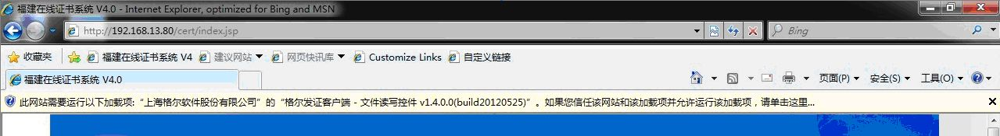 福建在线证书系统 V4.0 - Internet Explorer, optimized for Bing and MSN
http://192.168.13.80/cert/index.jsp
Bing
收藏夹 福建在线证书系统 V4 建议网站 网页快讯库 Customize Links 自定义链接
福建在线证书系统 V4.0 页面(P) 安全(S) 工具(O)
此网站需要运行以下加载项:“上海格尔软件股份有限公司”的“格尔发证客户端 - 文件读写控件 v1.4.0.0(build20120525)”。如果您信任该网站和该加载项并允许运行该加载项，请单击这里...